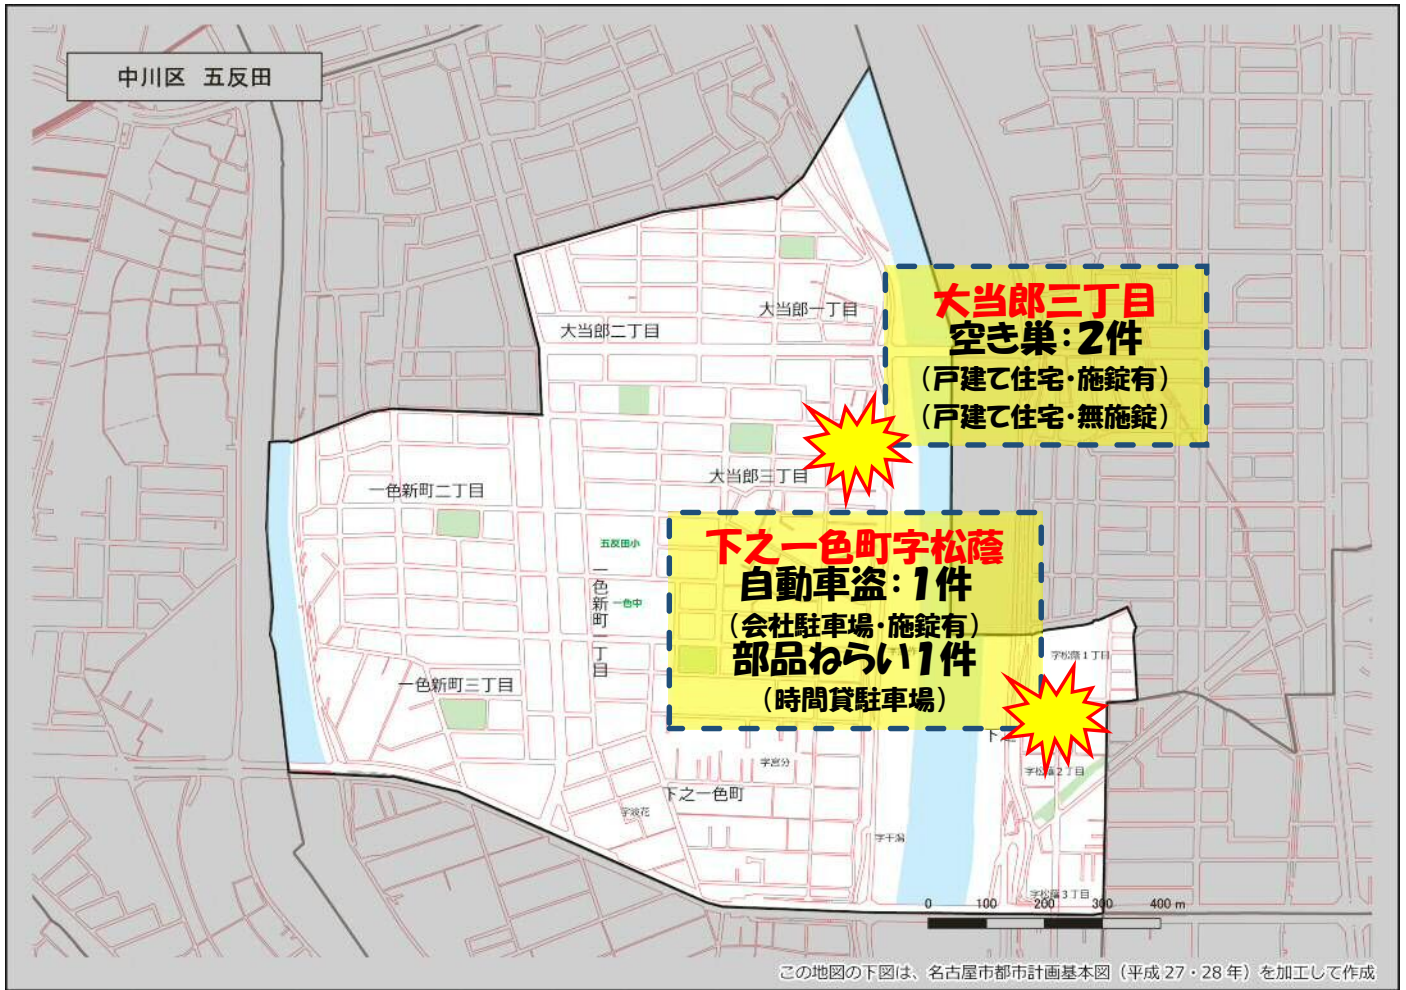 中川区 五反田
大当郎一丁目
大当郎二丁目
大当郎三丁目
空き巣：2件
（戸建て住宅・施錠有）
（戸建て住宅・無施錠）
大当郎三丁目
一色新町二丁目
五反田小
一色新町一丁目
一色中
下之一色町字松蔭
自動車盗：1件
（会社駐車場・施錠有）
部品ねらい1件
（時間貸駐車場）
字松蔭1丁目
一色新町三丁目
下之
字宮分
字松蔭2丁目
下之一色町
字波花
字干潟
字松蔭3丁目
0 100 200 300 400 m
この地図の下図は、名古屋市都市計画基本図（平成 27・28 年）を加工して作成